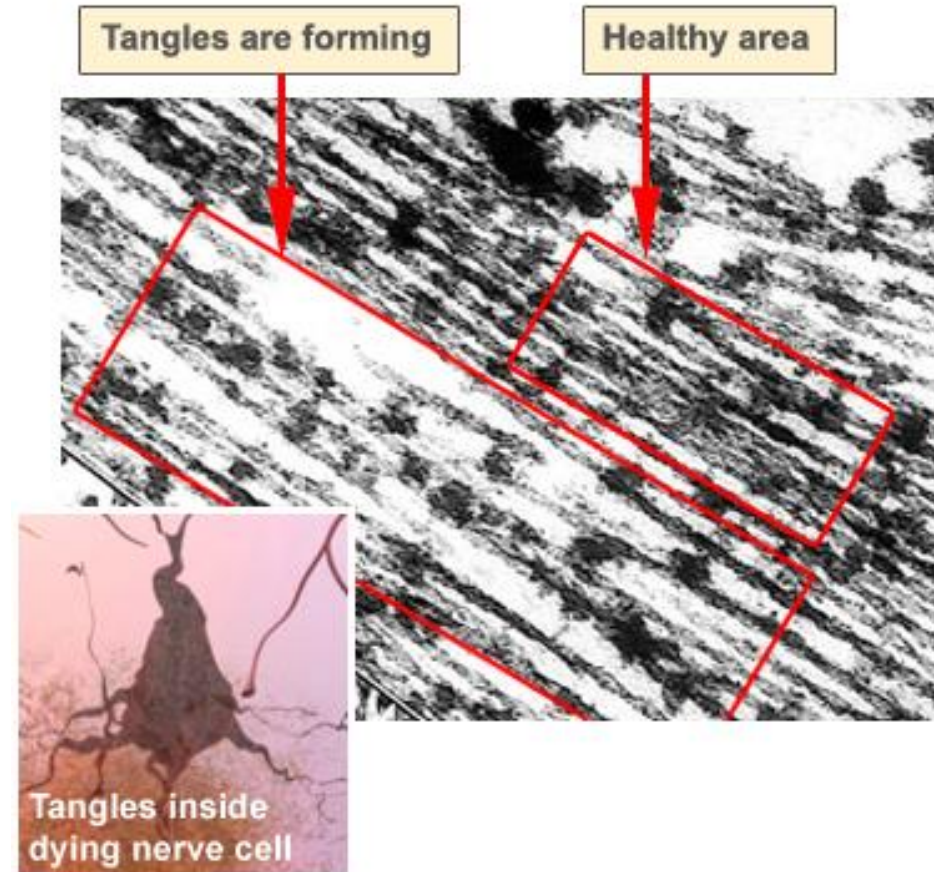 Tangles are forming
Healthy area
Tangles inside
dying nerve cell